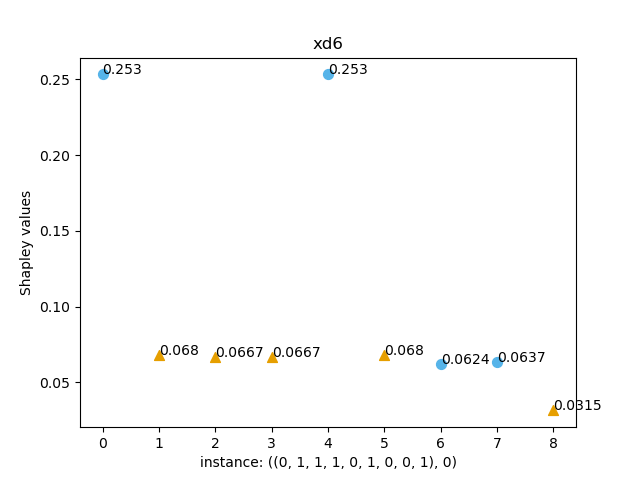 xd6
0.253 0.253
0.25
0.20
Shapley values
0.15
0.10
0.068 0.0667 0.0667 0.068
0.0624 0.0637
0.05
0.0315
0 1 2 3 4 5 6 7 8
instance: ((0, 1, 1, 1, 0, 1, 0, 0, 1), 0)